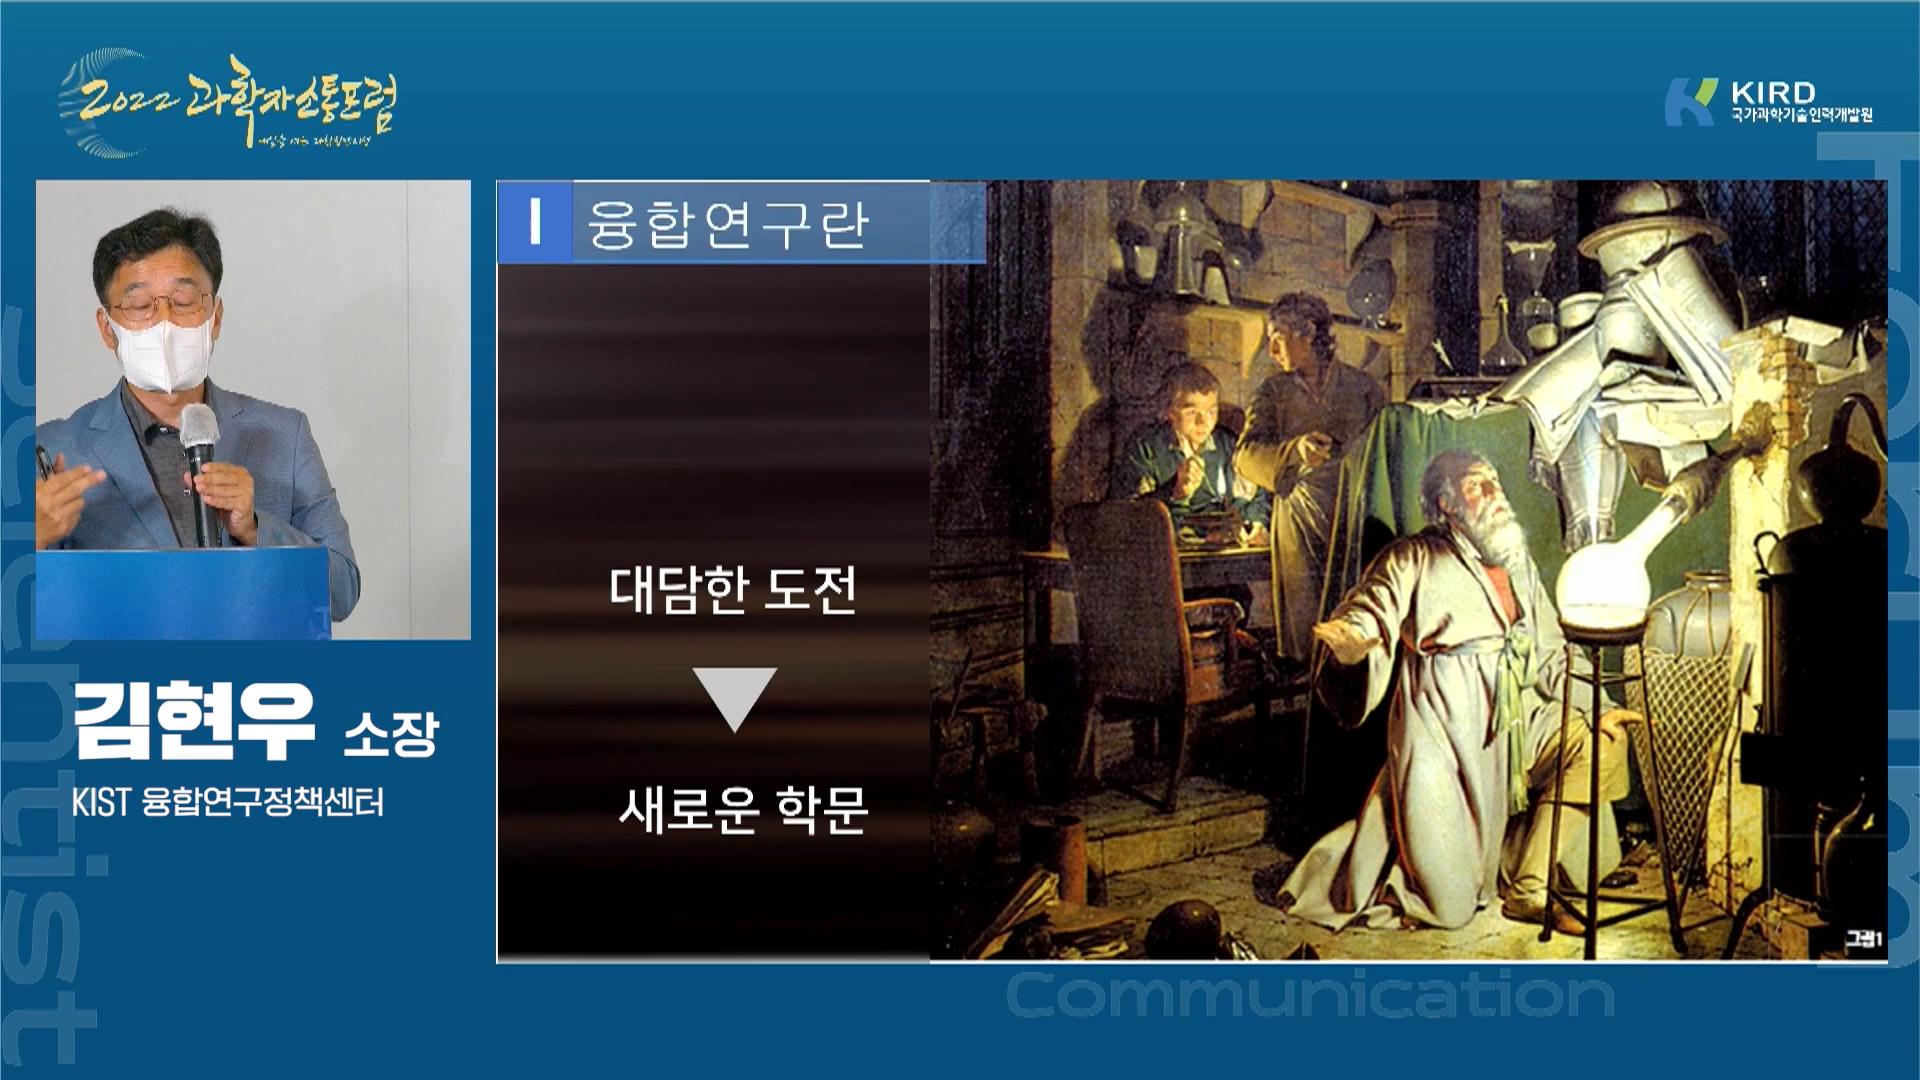 2022 과학자소통포럼
KIRD
국가과학기술인력개발원
I 융합연구란
대담한 도전
새로운 학문
그림1
김현우 소장
KIST 융합연구정책센터
Communication
Scientist
Forum